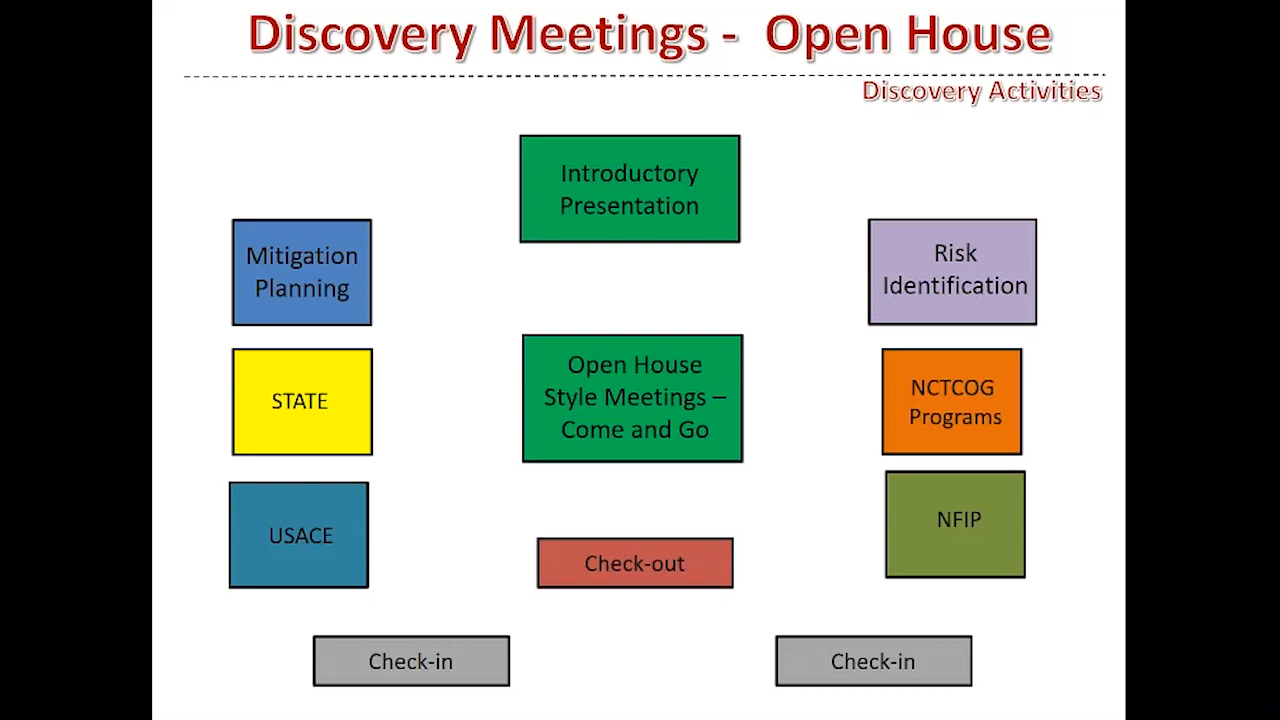 Discovery Meetings -  Open House
Discovery Activities
Introductory
Presentation
Mitigation
Planning
Risk
Identification
STATE
Open House
Style Meetings –
Come and Go
NCTCOG
Programs
USACE
NFIP
Check-out
Check-in
Check-in